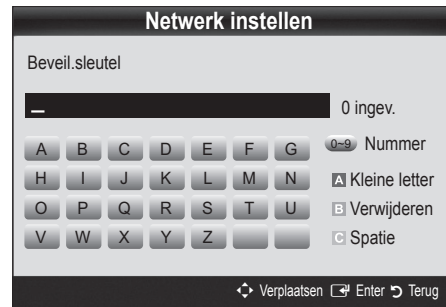 Netwerk instellen
Beveil.sleutel
_ 0 ingev.
A B C D E F G 0~9 Nummer
H I J K L M N A Kleine letter
O P Q R S T U B Verwijderen
V W X Y Z C Spatie
Verplaatsen Enter Terug